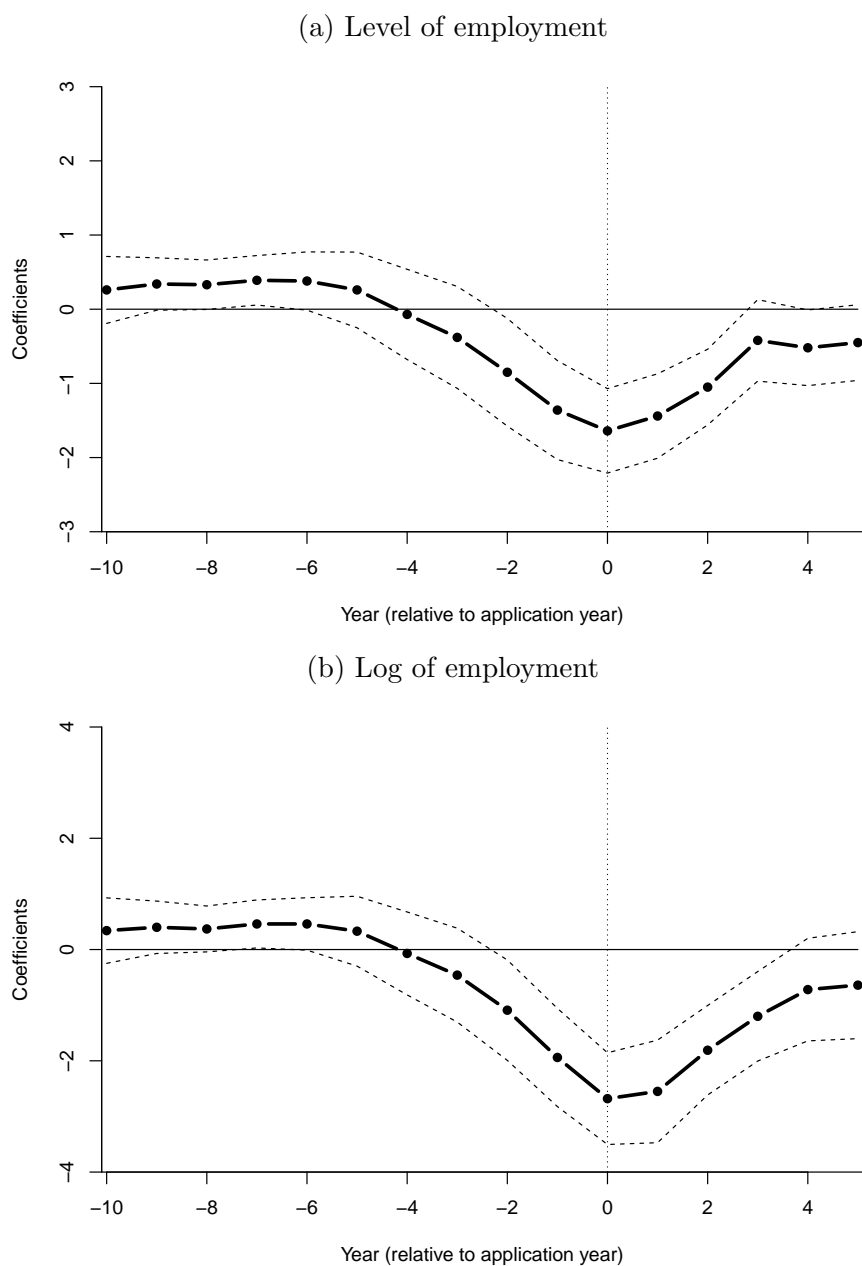 (a) Level of employment
3
2
1
0
−1
−2
−3
Coefficients
−10 −8 −6 −4 −2 0 2 4
Year (relative to application year)
(b) Log of employment
4
2
0
−2
−4
Coefficients
−10 −8 −6 −4 −2 0 2 4
Year (relative to application year)